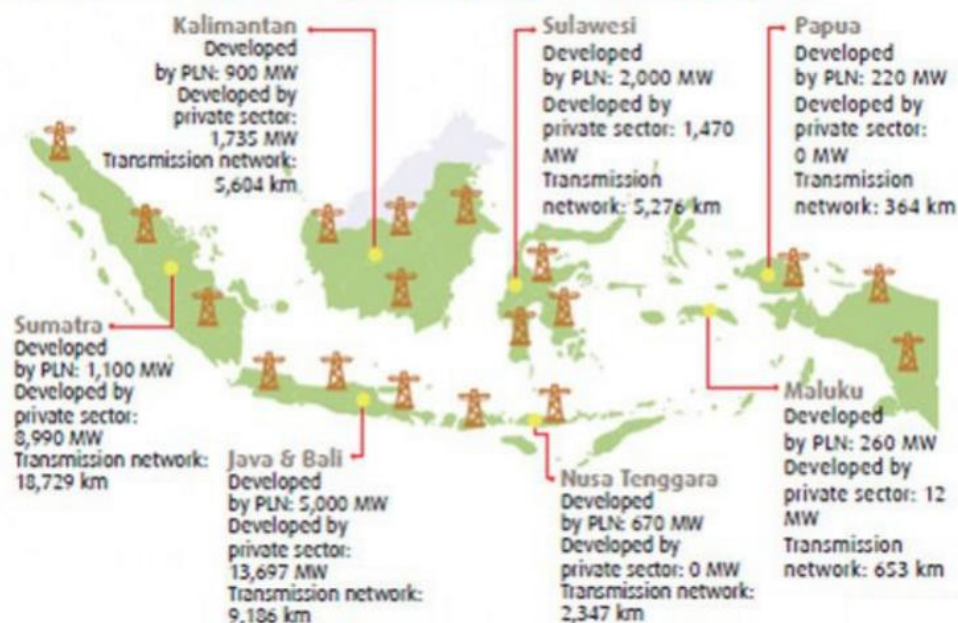 Kalimantan
Developed
by PLN: 900 MW
Developed by
private sector:
1,735 MW
Transmission network:
5,604 km
Sulawesi
Developed
by PLN: 2,000 MW
Developed by
private sector: 1,470
MW
Transmission
network: 5,276 km
Papua
Developed
by PLN: 220 MW
Developed by
private sector:
0 MW
Transmission
network: 364 km
Sumatra
Developed
by PLN: 1,100 MW
Developed by
private sector:
8,990 MW
Transmission network:
18,729 km
Java & Bali
Developed
by PLN: 5,000 MW
Developed by
private sector:
13,697 MW
Transmission network:
9,186 km
Nusa Tenggara
Developed
by PLN: 670 MW
Developed by
private sector: 0 MW
Transmission network:
2,347 km
Maluku
Developed
by PLN: 260 MW
Developed by
private sector: 12
MW
Transmission
network: 653 km